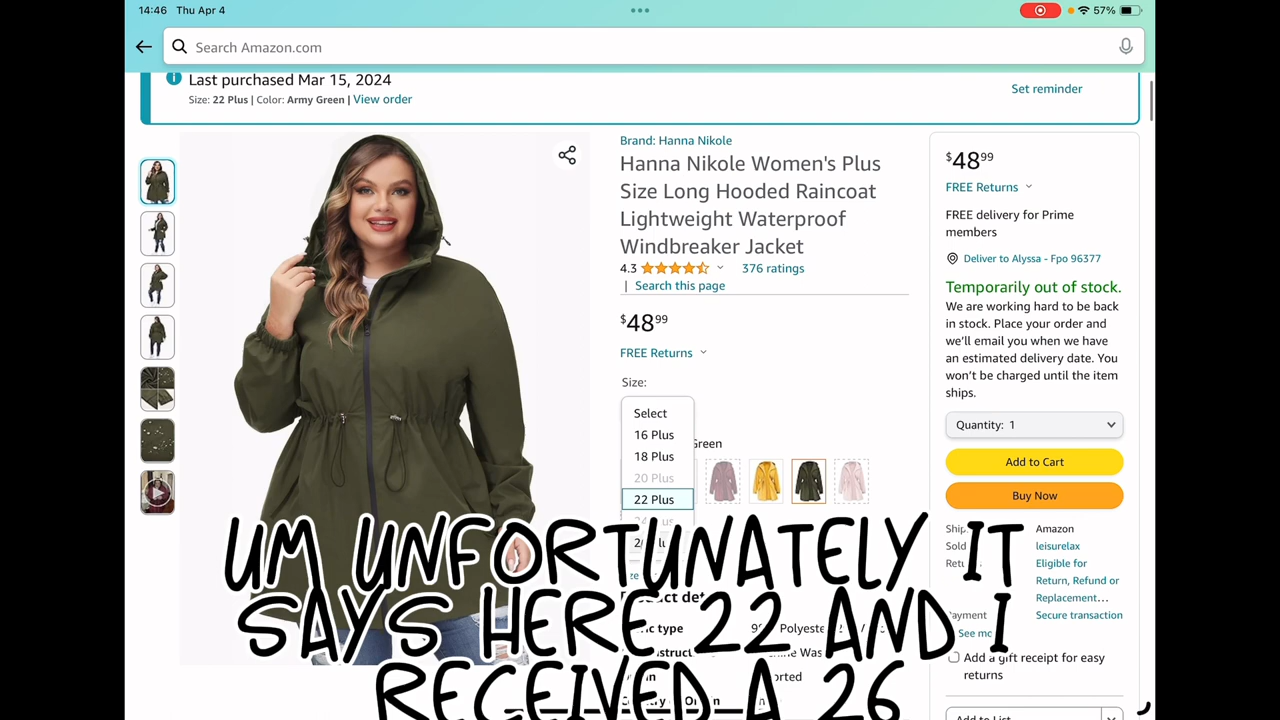 14:46 Thu Apr 4
57%
Search Amazon.com
Last purchased Mar 15, 2024
Size: 22 Plus | Color: Army Green | View order
Set reminder
Brand: Hanna Nikole
Hanna Nikole Women's Plus
Size Long Hooded Raincoat
Lightweight Waterproof
Windbreaker Jacket
4.3
376 ratings
| Search this page
$48 99
FREE Returns
Size:
Select
16 Plus
18 Plus
20 Plus
22 Plus
Green
$48 99
FREE Returns
FREE delivery for Prime
members
Deliver to Alyssa - Fpo 96377
Temporarily out of stock.
We are working hard to be back
in stock. Place your order and
we'll email you when we have
an estimated delivery date. You
won't be charged until the item
ships.
Quantity: 1
Add to Cart
Buy Now
Amazon
leisurelax
Eligible for
Return, Refund or
Replacement...
Payment Secure transaction
Add a gift receipt for easy
returns
Add to List
UM UNFORTUNATELY IT
SAYS HERE 22 AND I
RECEIVED A 26